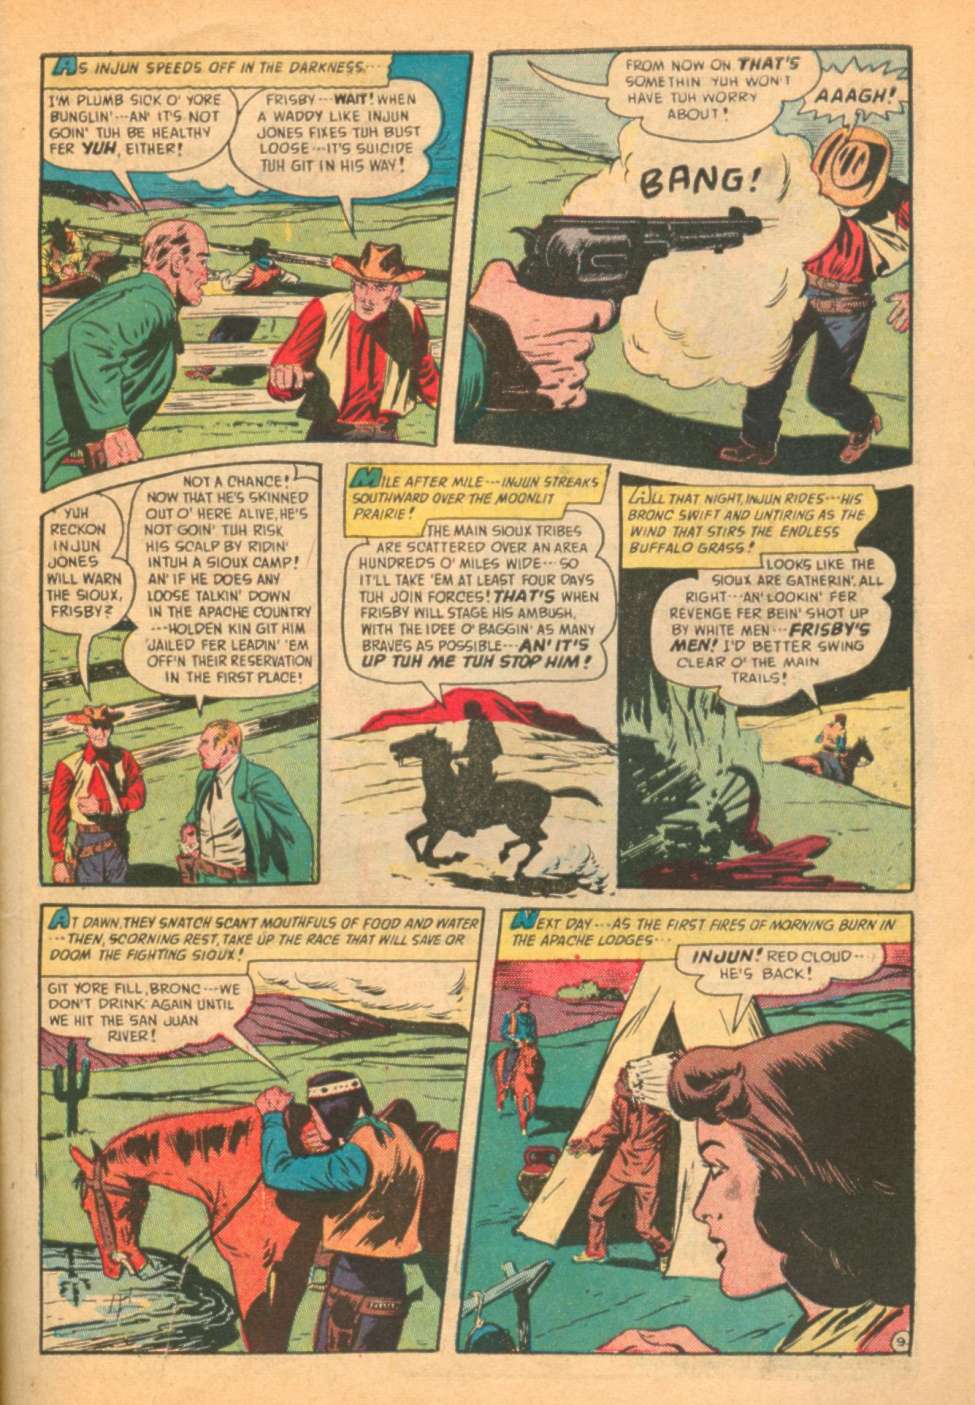 AS INJUN SPEEDS OFF IN THE DARKNESS...
I'M PLUMB SICK O' YORE
BUNGLIN'---AN' IT'S NOT
GOIN' TUH BE HEALTHY
FER YUH, EITHER!
FRISBY---WAIT! WHEN
A WADDY LIKE INJUN
JONES FIXES TUH BUST
LOOSE---IT'S SUICIDE
TUH GIT IN HIS WAY!
FROM NOW ON THAT'S
SOMETHIN' YUH WON'T
HAVE TUH WORRY
ABOUT!
AAAGH!
BANG!
YUH
RECKON
INJUN
JONES
WILL WARN
THE SIOUX,
FRISBY?
NOT A CHANCE!
NOW THAT HE'S SKINNED
OUT O' HERE ALIVE, HE'S
NOT GOIN' TUH RISK
HIS SCALP BY RIDIN'
INTUH A SIOUX CAMP!
AN' IF HE DOES ANY
LOOSE TALKIN' DOWN
IN THE APACHE COUNTRY
---HOLDEN KIN GIT HIM
JAILED FER LEADIN' 'EM
OFF'N THEIR RESERVATION
IN THE FIRST PLACE!
MILE AFTER MILE---INJUN STREAKS
SOUTHWARD OVER THE MOONLIT
PRAIRIE!
THE MAIN SIOUX TRIBES
ARE SCATTERED OVER AN AREA
HUNDREDS O' MILES WIDE---SO
IT'LL TAKE 'EM AT LEAST FOUR DAYS
TUH JOIN FORCES! THAT'S WHEN
FRISBY WILL STAGE HIS AMBUSH,
WITH THE IDEE O' BAGGIN' AS MANY
BRAVES AS POSSIBLE---AN' IT'S
UP TUH ME TUH STOP HIM!
ALL THAT NIGHT, INJUN RIDES---HIS
BRONC SWIFT AND UNTIRING AS THE
WIND THAT STIRS THE ENDLESS
BUFFALO GRASS!
LOOKS LIKE THE
SIOUX ARE GATHERIN', ALL
RIGHT---AN' LOOKIN' FER
REVENGE FER BEIN' SHOT UP
BY WHITE MEN---FRISBY'S
MEN! I'D BETTER SWING
CLEAR O' THE MAIN
TRAILS!
AT DAWN, THEY SNATCH SCANT MOUTHFULS OF FOOD AND WATER
---THEN, SCORNING REST, TAKE UP THE RACE THAT WILL SAVE OR
DOOM THE FIGHTING SIOUX!
GIT YORE FILL, BRONC---WE
DON'T DRINK AGAIN UNTIL
WE HIT THE SAN JUAN
RIVER!
NEXT DAY---AS THE FIRST FIRES OF MORNING BURN IN
THE APACHE LODGES---
INJUN! RED CLOUD---
HE'S BACK!
9